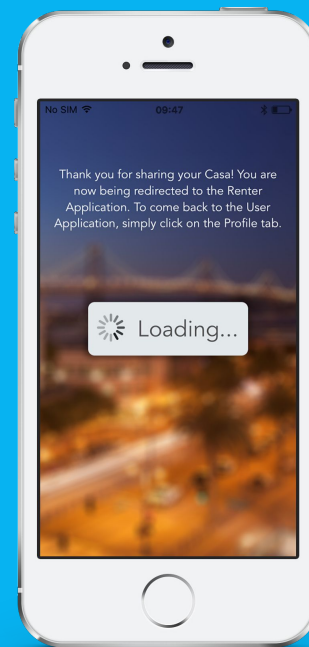 No SIM 09:47
Thank you for sharing your Casa! You are
now being redirected to the Renter
Application. To come back to the User
Application, simply click on the Profile tab.
Loading...